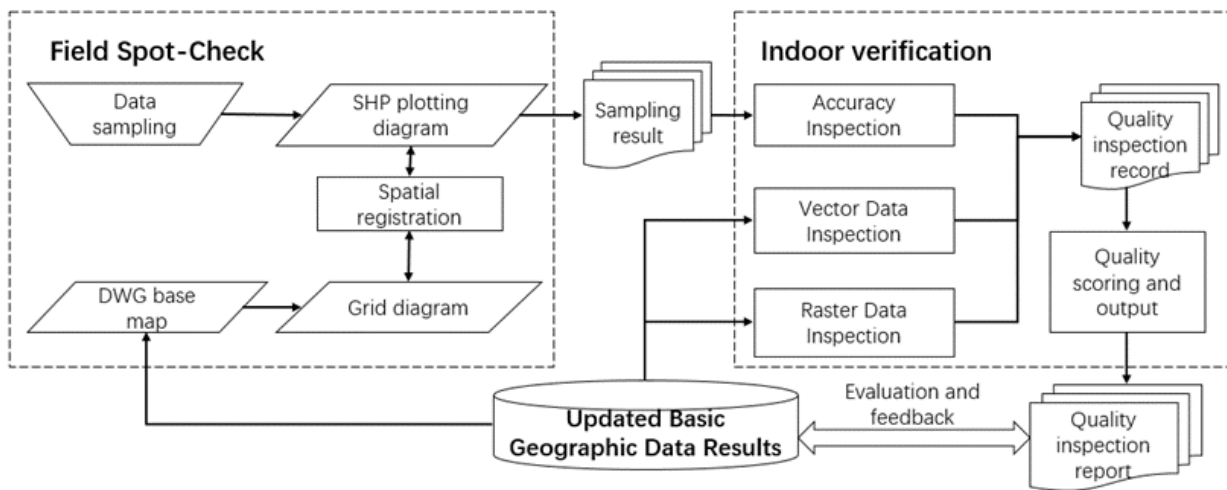 Field Spot-Check
Data
sampling
SHP plotting
diagram
Spatial
registration
DWG base
map
Grid diagram
Sampling
result
Indoor verification
Accuracy
Inspection
Vector Data
Inspection
Raster Data
Inspection
Quality
inspection
record
Quality
scoring and
output
Updated Basic
Geographic Data Results
Evaluation and
feedback
Quality
inspection
report